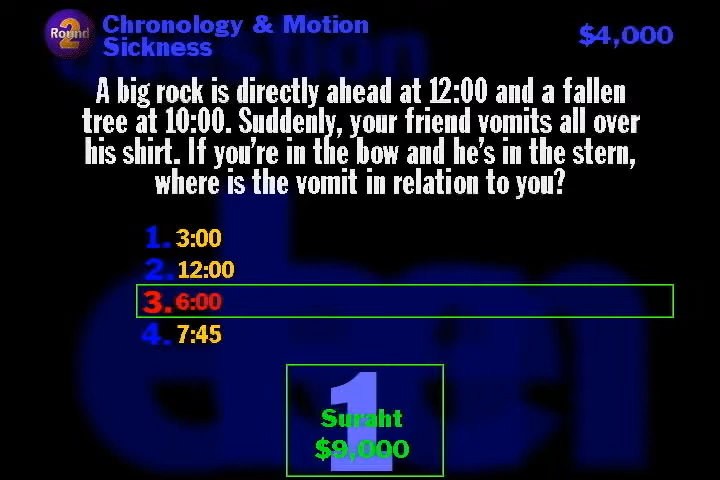 Round 2
Chronology & Motion
Sickness
$4,000
A big rock is directly ahead at 12:00 and a fallen
tree at 10:00. Suddenly, your friend vomits all over
his shirt. If you're in the bow and he's in the stern,
where is the vomit in relation to you?
1. 3:00
2. 12:00
3. 6:00
4. 7:45
1
Suraht
$9,000